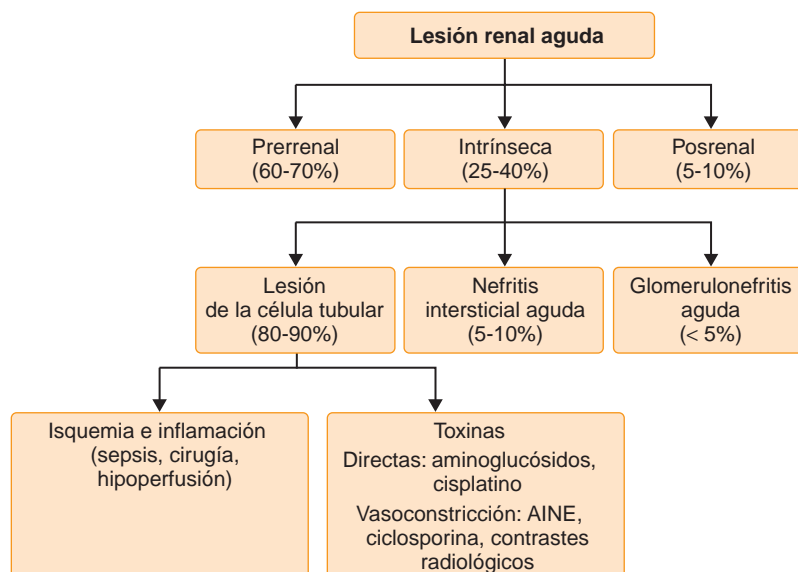 Lesión renal aguda
Prerrenal
(60-70%)
Intrínseca
(25-40%)
Posrenal
(5-10%)
Lesión
de la célula tubular
(80-90%)
Nefritis
intersticial aguda
(5-10%)
Glomerulonefritis
aguda
(< 5%)
Isquemia e inflamación
(sepsis, cirugía,
hipoperfusión)
Toxinas
Directas: aminoglucósidos,
cisplatino
Vasoconstricción: AINE,
ciclosporina, contrastes
radiológicos